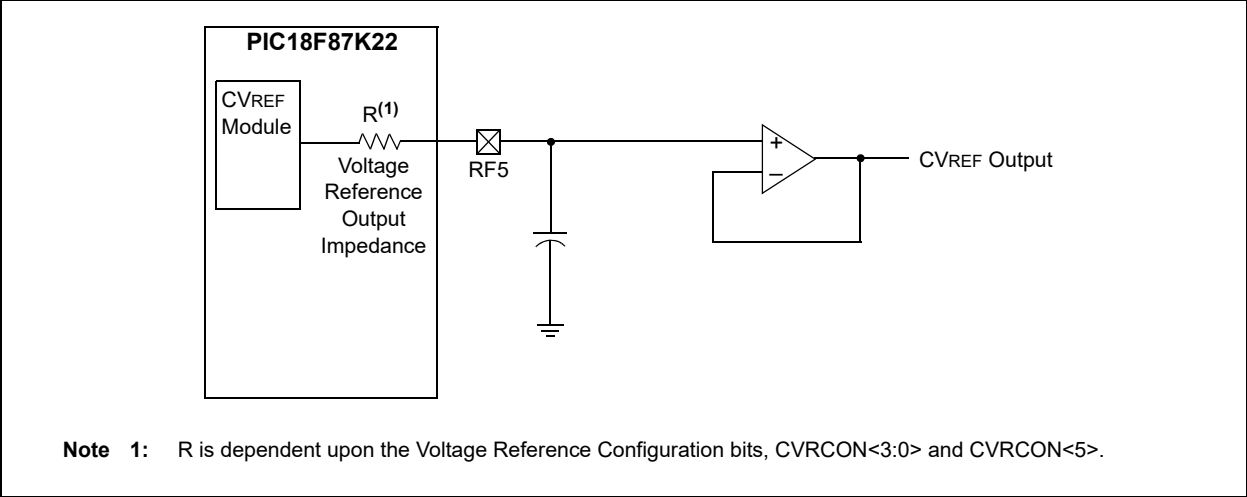 PIC18F87K22
CVREF
Module
R(1)
Voltage
Reference
Output
Impedance
RF5
+
–
CVREF Output
Note 1: R is dependent upon the Voltage Reference Configuration bits, CVRCON<3:0> and CVRCON<5>.